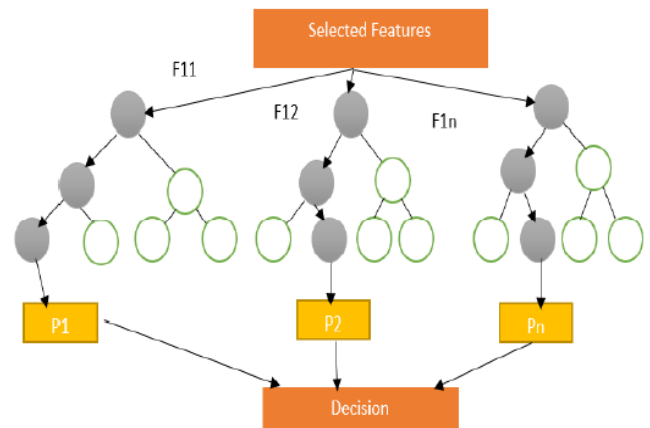 Selected Features
F11
F12
F1n
P1
P2
Pn
Decision